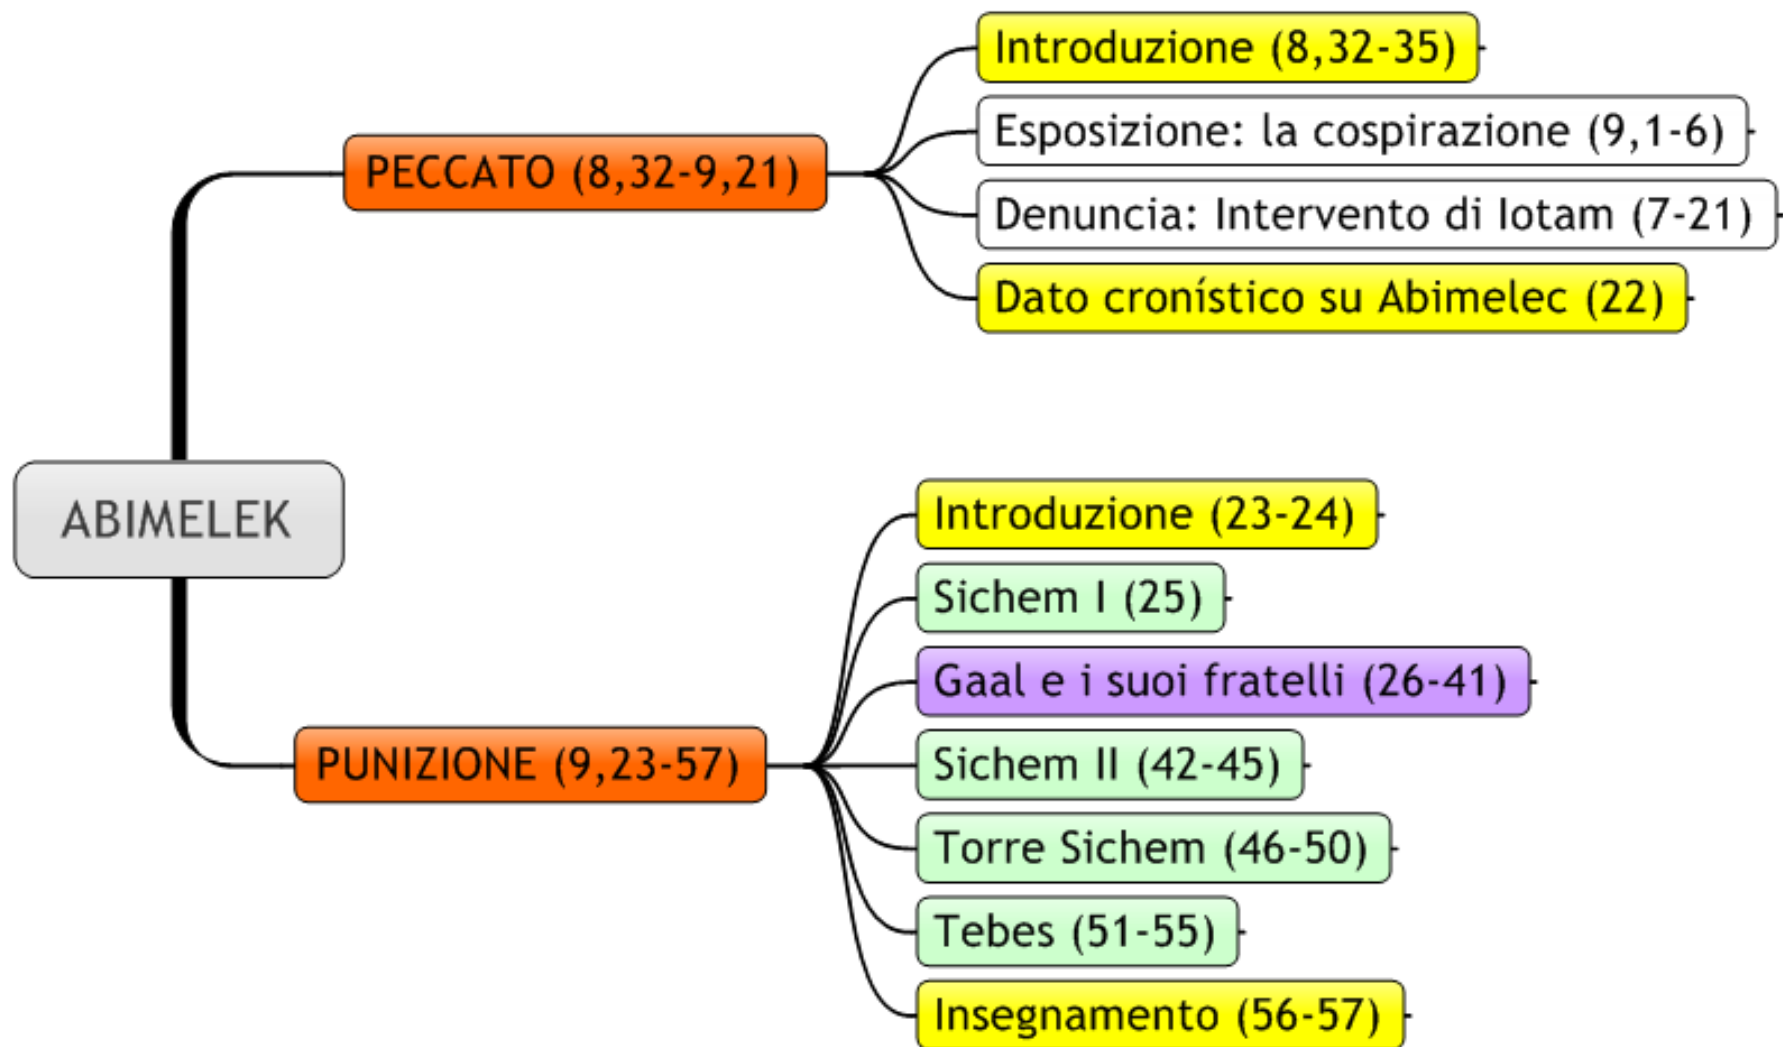 ABIMELEK
PECCATO (8,32-9,21)
Introduzione (8,32-35)
Esposizione: la cospirazione (9,1-6)
Denuncia: Intervento di Iotam (7-21)
Dato cronístico su Abimelec (22)
PUNIZIONE (9,23-57)
Introduzione (23-24)
Sichem I (25)
Gaal e i suoi fratelli (26-41)
Sichem II (42-45)
Torre Sichem (46-50)
Tebes (51-55)
Insegnamento (56-57)